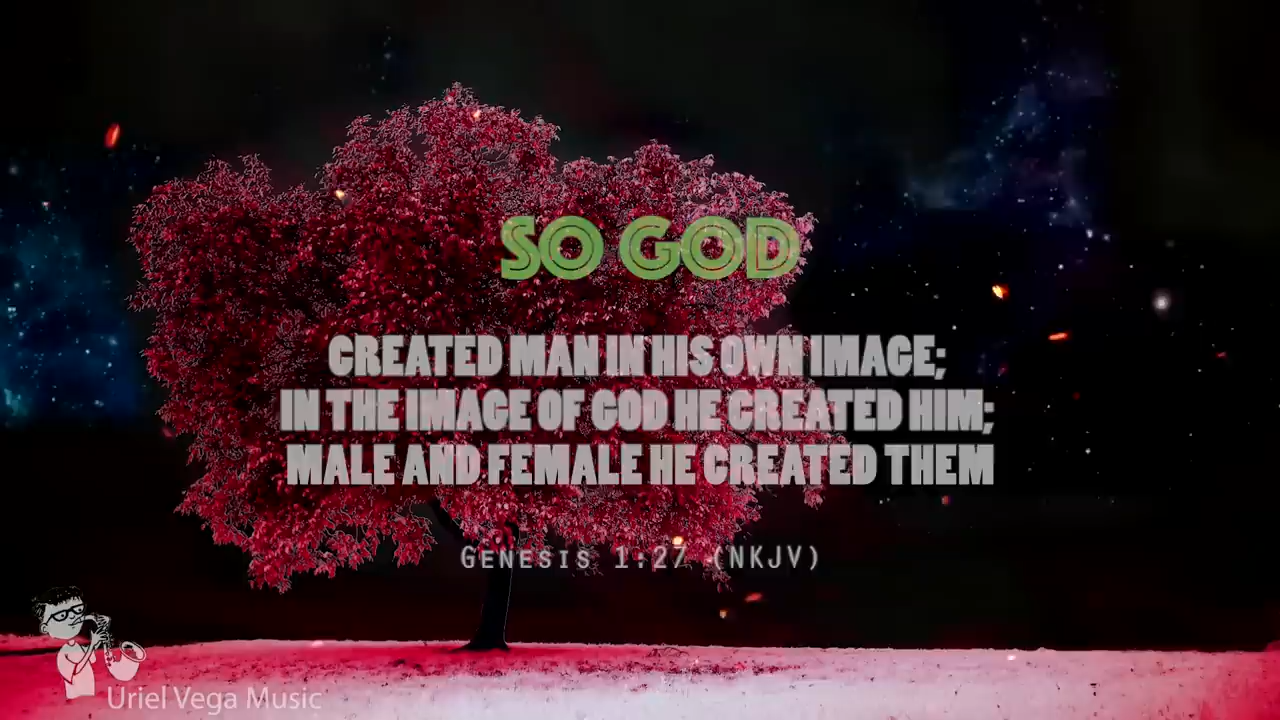 SO GOD
CREATED MAN IN HIS OWN IMAGE;
IN THE IMAGE OF GOD HE CREATED HIM;
MALE AND FEMALE HE CREATED THEM
GENESIS 1:27 (NKJV)
Uriel Vega Music